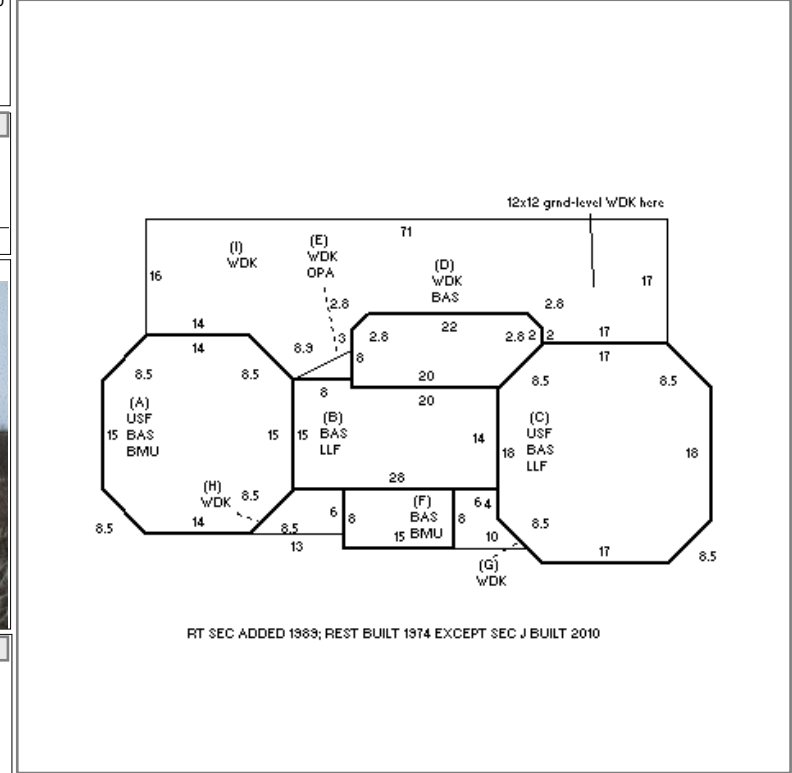 12x12 grnd-level WDK here
71
(I)
WDK
(E)
WDK
OPA
(D)
WDK
BAS
16
17
2.8
2.8
14
14
22
17
17
8.9
3
2.8
2.8
2
2
8
8.5
8.5
8
20
20
8.5
8.5
(A)
USF
BAS
BMU
15
15
15
(B)
BAS
LLF
14
18
(C)
USF
BAS
LLF
18
28
(H)
WDK
8.5
6
8
(F)
BAS
BMU
15
8
6
4
10
8.5
14
8.5
13
8.5
17
8.5
(G)
WDK
RT SEC ADDED 1989; REST BUILT 1974 EXCEPT SEC J BUILT 2010